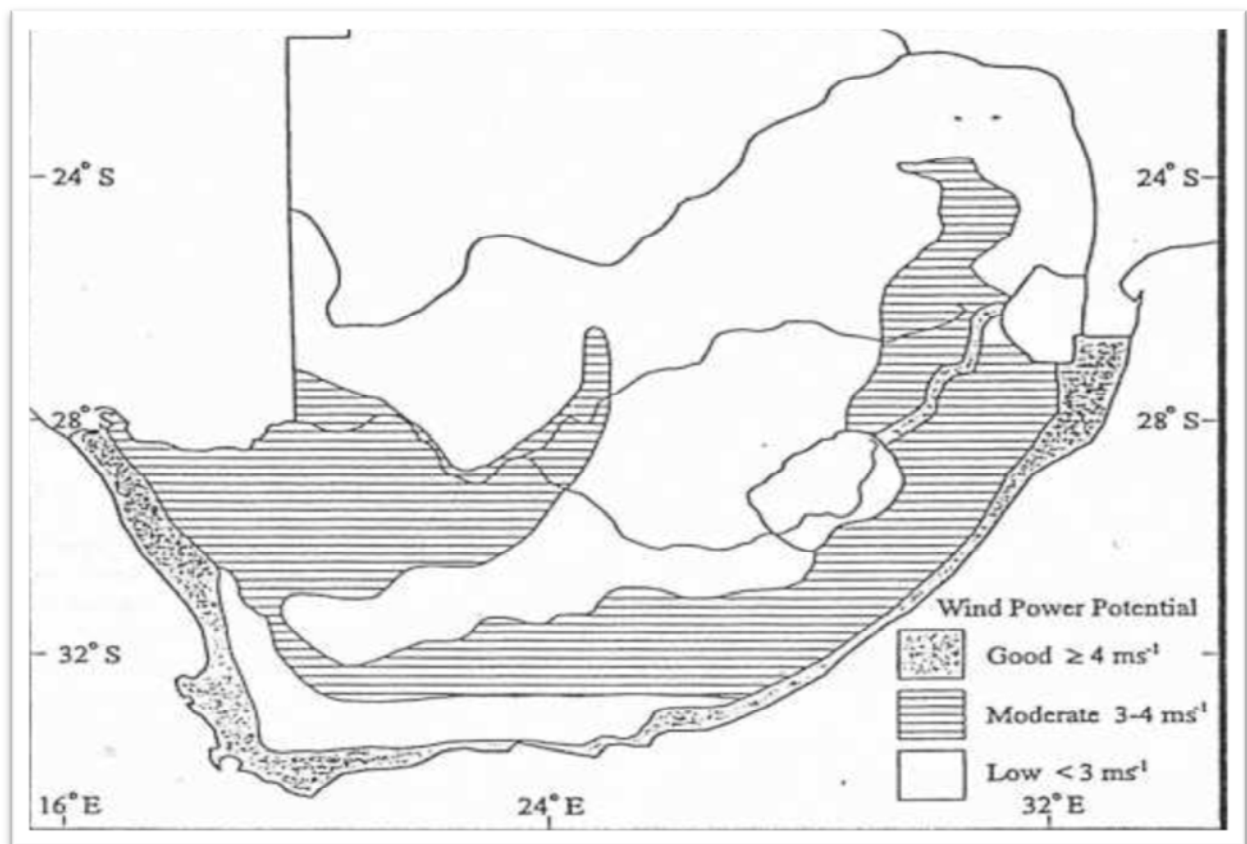 24° S
24° S
28° S
28° S
Wind Power Potential
32° S
Good ≥ 4 ms⁻¹
Moderate 3-4 ms⁻¹
Low < 3 ms⁻¹
16° E
24° E
32° E